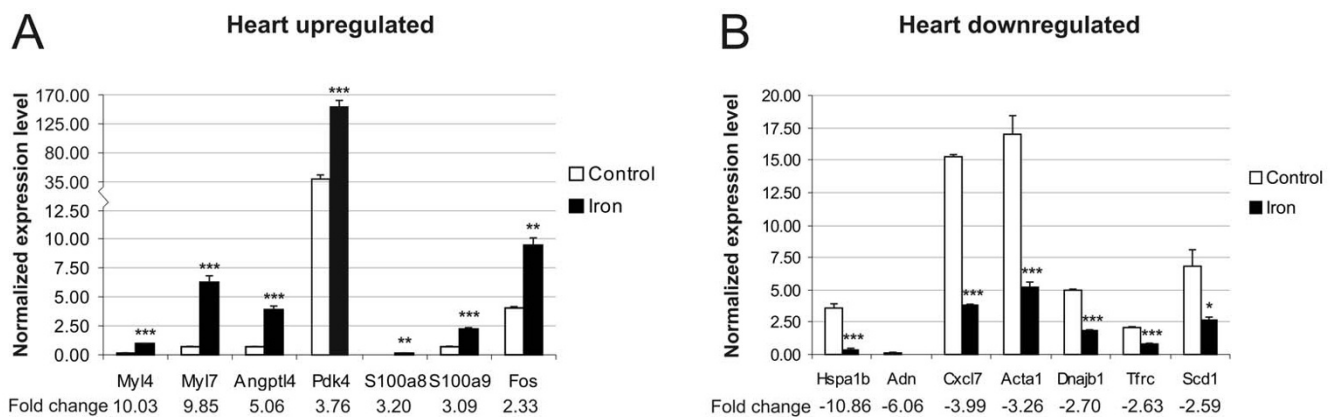 A
Heart upregulated
Normalized expression level
170.00
125.00
80.00
35.00
12.50
10.00
7.50
5.00
2.50
0.00
***
***
***
***
**
***
**
Control
Iron
Myl4 Myl7 Angptl4 Pdk4 S100a8 S100a9 Fos
Fold change 10.03 9.85 5.06 3.76 3.20 3.09 2.33
B
Heart downregulated
Normalized expression level
20.00
17.50
15.00
12.50
10.00
7.50
5.00
2.50
0.00
***
***
***
***
***
*
Control
Iron
Hspa1b Adn Cxcl7 Acta1 Dnajb1 Tfrc Scd1
Fold change -10.86 -6.06 -3.99 -3.26 -2.70 -2.63 -2.59